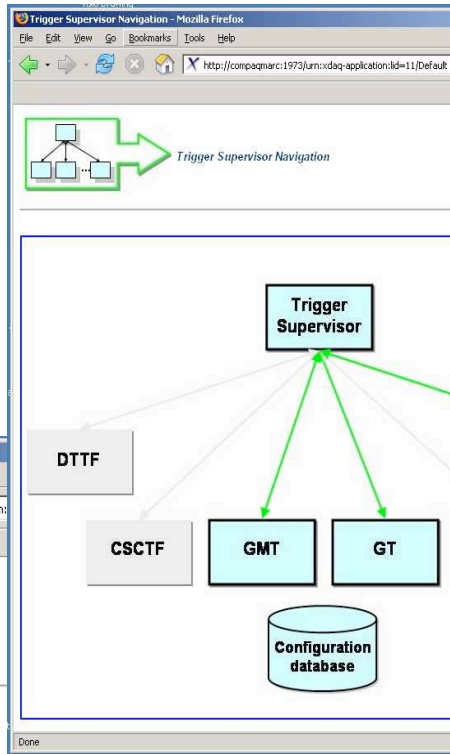 Trigger Supervisor Navigation - Mozilla Firefox
File Edit View Go Bookmarks Tools Help
http://compaqmarc:1973/urn:xdaq-application:lid=11/Default
Trigger Supervisor Navigation
Trigger
Supervisor
DTTF
CSCTF
GMT
GT
Configuration
database
Done